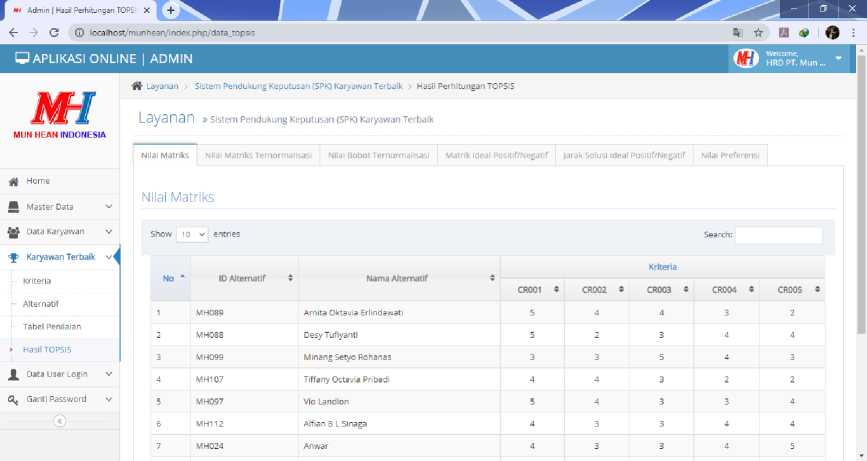 Admin | Hasil Perhitungan TOPSI
localhost/munhean/index.php/data_topsis
APLIKASI ONLINE | ADMIN
Welcome,
HRD PT. Mun ...
MHI
MUN HEAN INDONESIA
Home
Master Data
Data Karyawan
Karyawan Terbaik
Kriteria
Alternatif
Tabel Penilaian
Hasil TOPSIS
Data User Login
Ganti Password
Layanan > Sistem Pendukung Keputusan (SPK) Karyawan Terbaik > Hasil Perhitungan TOPSIS
Layanan » Sistem Pendukung Keputusan (SPK) Karyawan Terbaik
Nilai Matriks Nilai Matriks Ternormalisasi Nilai Bobot Ternormalisasi Matrik Ideal Positif/Negatif Jarak Solusi Ideal Positif/Negatif Nilai Preferensi
Nilai Matriks
Show 10 entries Search:
No ID Alternatif Nama Alternatif Kriteria
CR001 CR002 CR003 CR004 CR005
1 MH089 Arnita Oktavia Erlindawati 5 4 4 3 2
2 MH088 Desy Tufiyanti 5 2 3 4 4
3 MH099 Minang Setyo Rohanas 3 3 5 4 3
4 MH107 Tiffany Octavia Pribadi 4 4 3 2 2
5 MH097 Vio Landion 5 4 3 3 4
6 MH112 Alfian B L Sinaga 4 3 3 4 4
7 MH024 Anwar 4 3 3 4 5